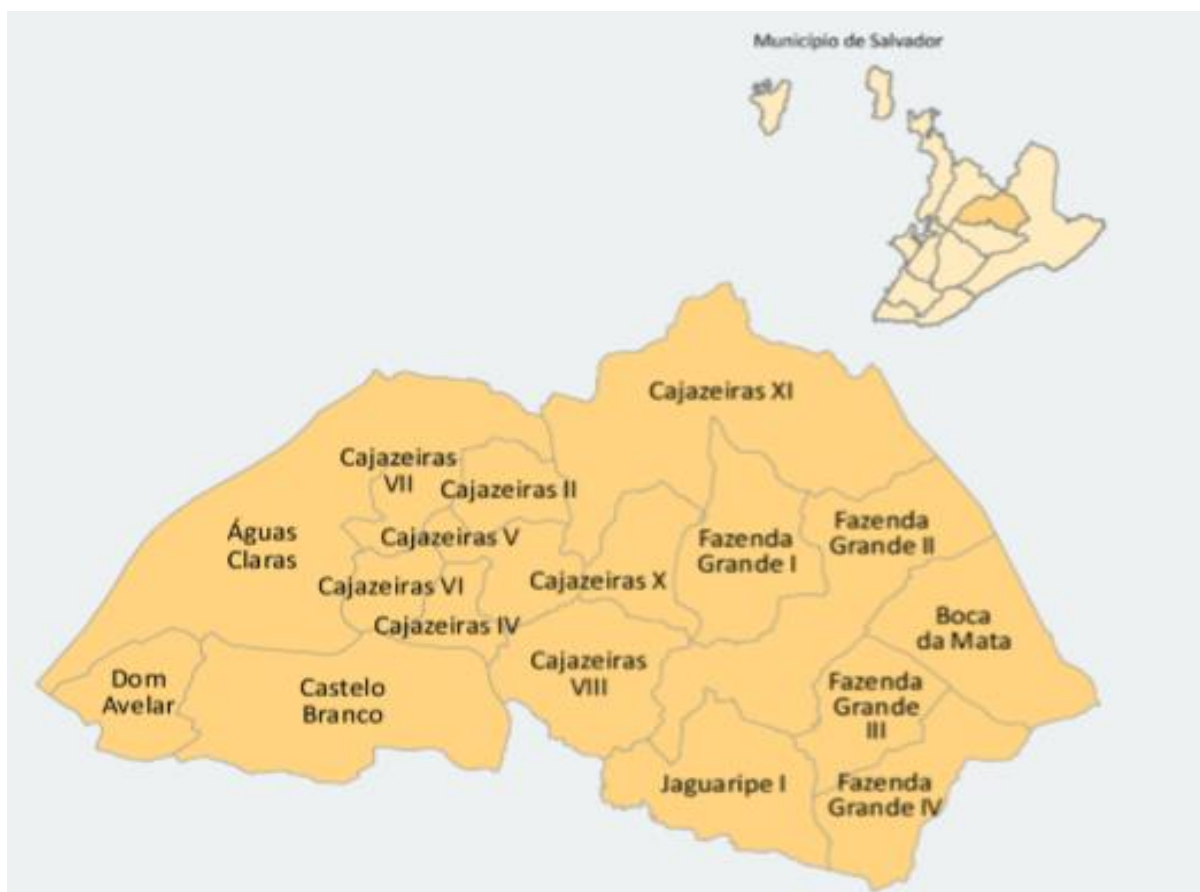 Município de Salvador
Cajazeiras XI
Cajazeiras
VII
Cajazeiras II
Águas
Claras
Cajazeiras V
Fazenda
Grande I
Fazenda
Grande II
Cajazeiras VI
Cajazeiras X
Cajazeiras IV
Boca
da Mata
Cajazeiras
VIII
Dom
Avelar
Castelo
Branco
Fazenda
Grande
III
Jaguaripe I
Fazenda
Grande IV